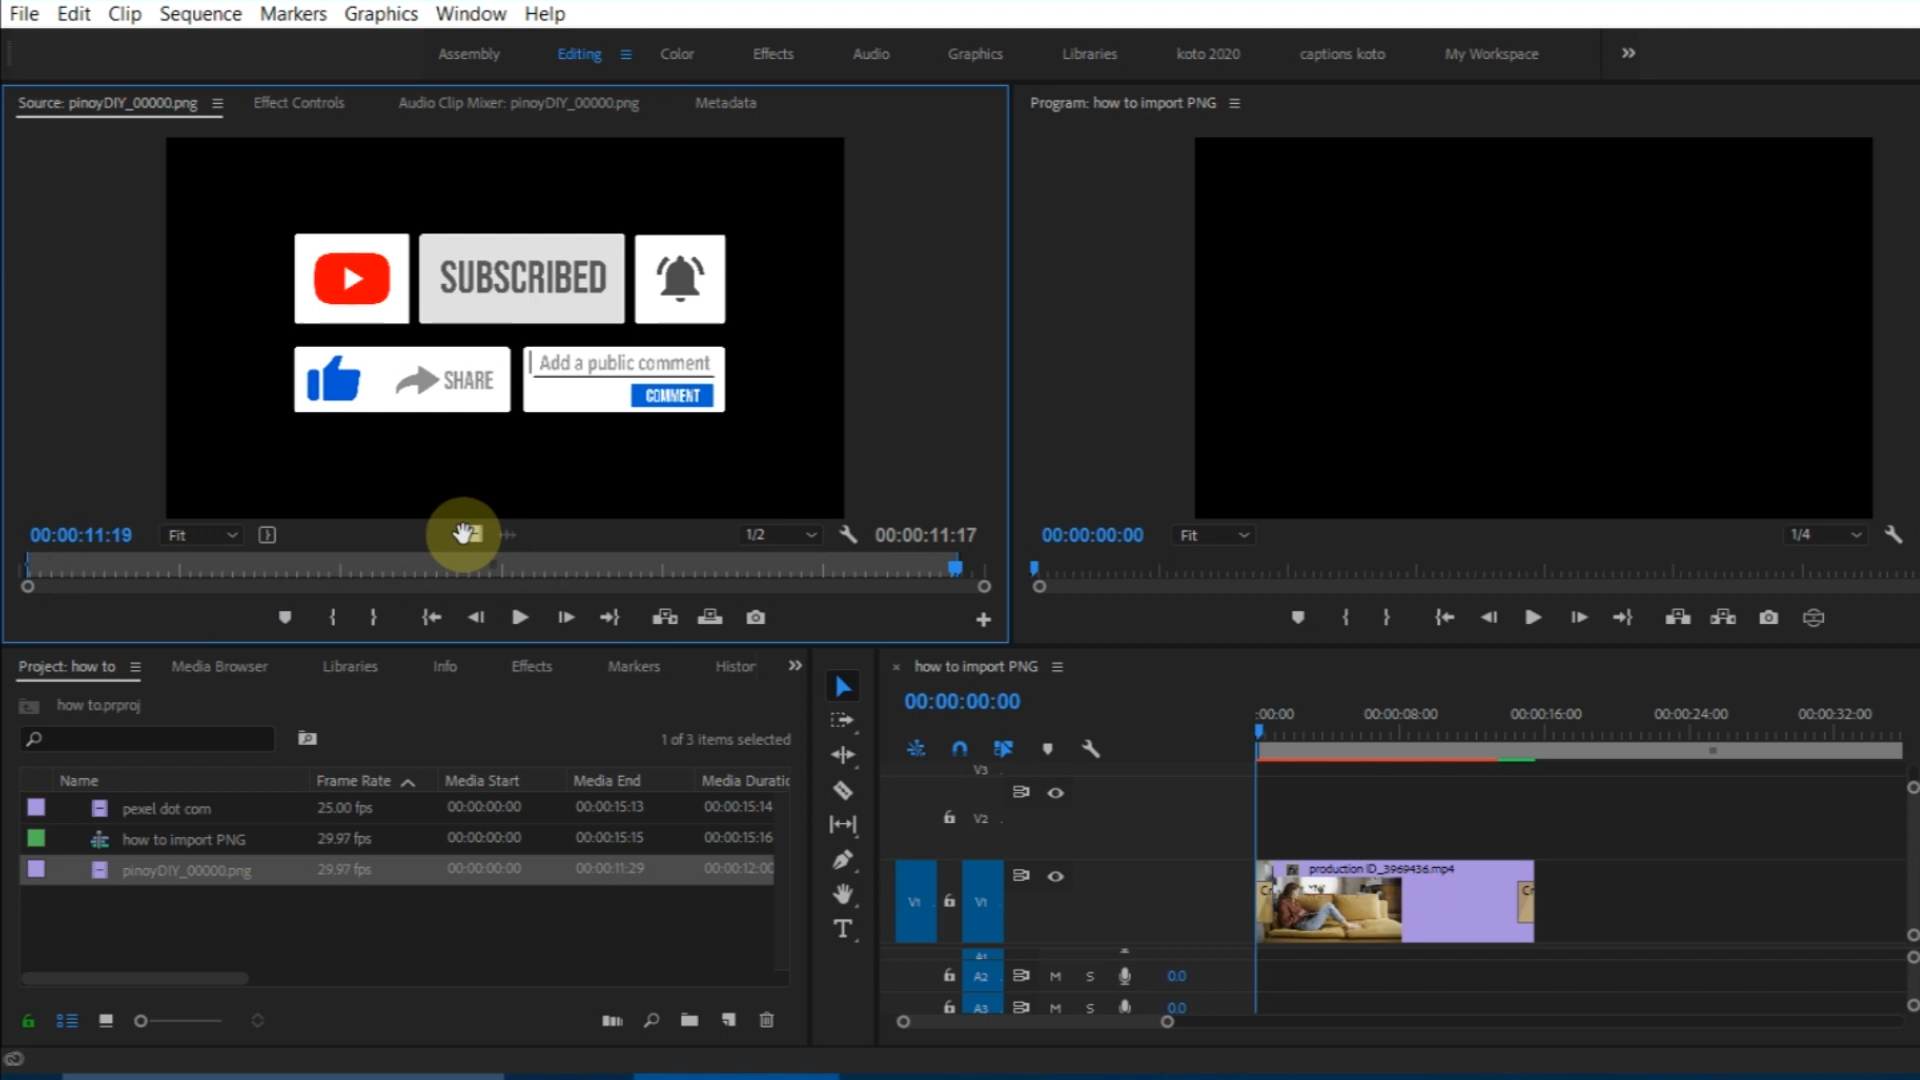 File Edit Clip Sequence Markers Graphics Window Help
Assembly Editing Color Effects Audio Graphics Libraries koto 2020 captions koto My Workspace
Source: pinoyDIY_00000.png Effect Controls Audio Clip Mixer: pinoyDIY_00000.png Metadata
Program: how to import PNG
SUBSCRIBED
SHARE
Add a public comment
COMMENT
00:00:11:19 Fit 1/2 00:00:11:17
00:00:00:00 Fit 1/4
Project: how to Media Browser Libraries Info Effects Markers Histor
how to.prproj
1 of 3 items selected
Name Frame Rate Media Start Media End Media Duratic
pexel dot com 25.00 fps 00:00:00:00 00:00:15:13 00:00:15:14
how to import PNG 29.97 fps 00:00:00:00 00:00:15:15 00:00:15:16
pinoyDIY_00000.png 29.97 fps 00:00:00:00 00:00:11:29 00:00:12:00
× how to import PNG
00:00:00:00
:00:00 00:00:08:00 00:00:16:00 00:00:24:00 00:00:32:00
V3
V2
V1 V1
fx production ID_3969436.mp4
Cr Cr
A1
A2 M S 0.0
A3 M S 0.0